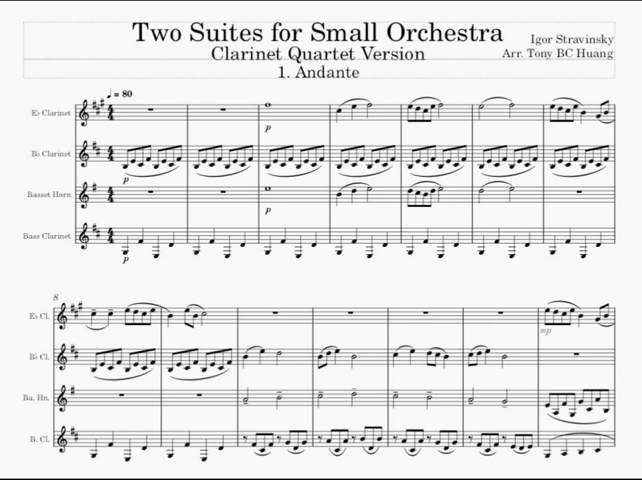 Two Suites for Small Orchestra
Igor Stravinsky
Clarinet Quartet Version
Arr. Tony BC Huang
1. Andante
♩ = 80
E♭ Clarinet
p
B♭ Clarinet
p
Basset Horn
p
Bass Clarinet
p
8
E♭ Cl.
mp
B♭ Cl.
Ba. Hn.
B. Cl.